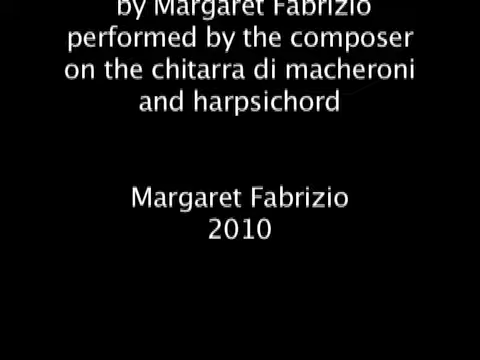 by Margaret Fabrizio
performed by the composer
on the chitarra di macheroni
and harpsichord
Margaret Fabrizio
2010